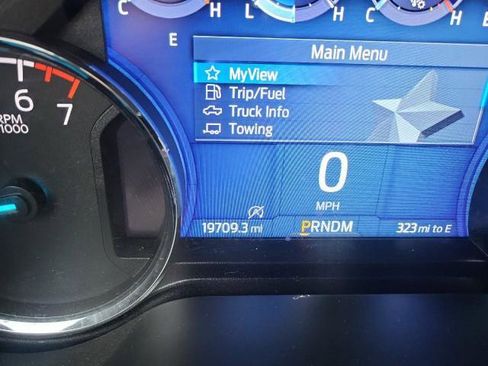 C H L C H
E
Main Menu
MyView
6
Trip/Fuel
7
Truck Info
RPM
Towing
1000
0
MPH
19709.3 mi PRNDM 323 mi to E